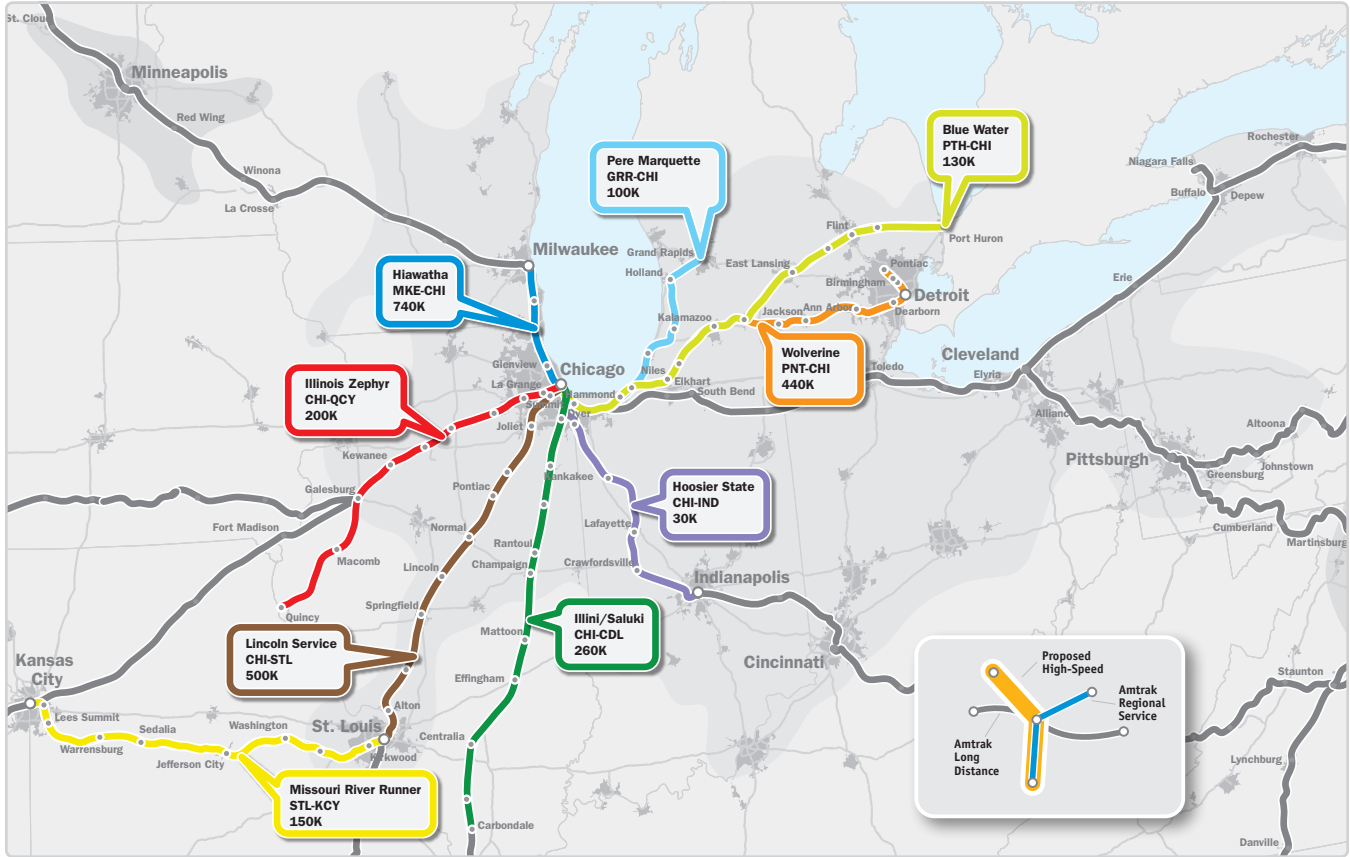 St. Cloud
Minneapolis
Red Wing
Winona
La Crosse
Milwaukee
Hiawatha
MKE-CHI
740K
Pere Marquette
GRR-CHI
100K
Blue Water
PTH-CHI
130K
Rochester
Niagara Falls
Buffalo
Depew
Grand Rapids
Holland
East Lansing
Flint
Port Huron
Pontiac
Birmingham
Detroit
Dearborn
Ann Arbor
Jackson
Kalamazoo
Erie
Wolverine
PNT-CHI
440K
Glenview
Chicago
La Grange
Summit
Hammond
Dyer
Niles
Elkhart
South Bend
Toledo
Cleveland
Elyria
Alliance
Illinois Zephyr
CHI-QCY
200K
Joliet
Kewanee
Galesburg
Fort Madison
Macomb
Quincy
Pontiac
Normal
Lincoln
Springfield
Kankakee
Rantoul
Champaign
Mattoon
Effingham
Centralia
Carbondale
Hoosier State
CHI-IND
30K
Lafayette
Crawfordsville
Indianapolis
Cincinnati
Illini/Saluki
CHI-CDL
260K
Lincoln Service
CHI-STL
500K
Alton
St. Louis
Kirkwood
Kansas
City
Lees Summit
Warrensburg
Sedalia
Jefferson City
Washington
Missouri River Runner
STL-KCY
150K
Pittsburgh
Greensburg
Johnstown
Altoona
Cumberland
Martinsburg
Staunton
Lynchburg
Danville
Proposed
High-Speed
Amtrak
Regional
Service
Amtrak
Long
Distance